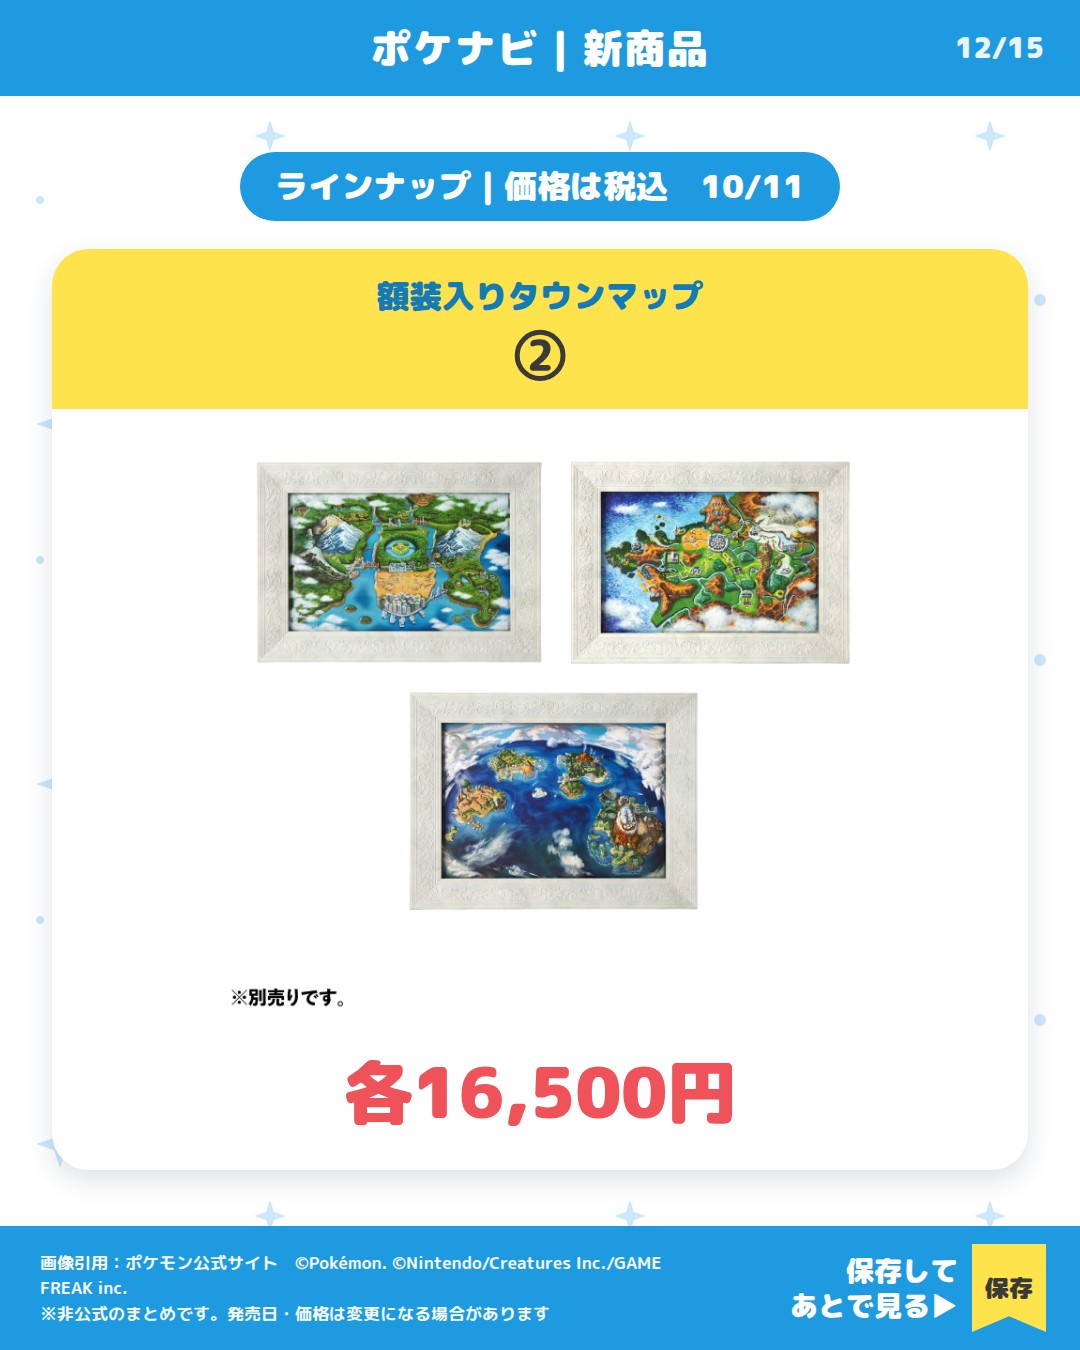 ポケナビ | 新商品
12/15
ラインナップ | 価格は税込　10/11
額装入りタウンマップ
②
※別売りです。
各16,500円
画像引用：ポケモン公式サイト　©Pokémon. ©Nintendo/Creatures Inc./GAME
FREAK inc.
※非公式のまとめです。発売日・価格は変更になる場合があります
保存して
あとで見る▶
保存